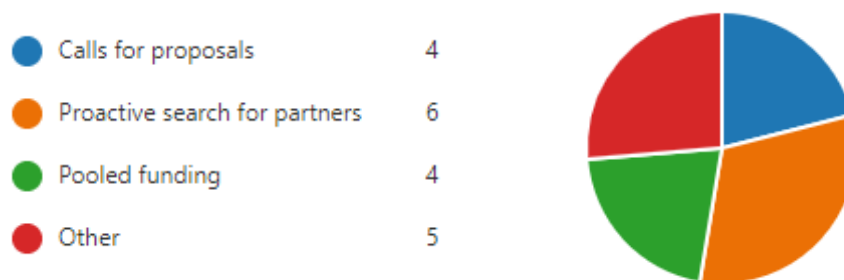 Calls for proposals 4
Proactive search for partners 6
Pooled funding 4
Other 5